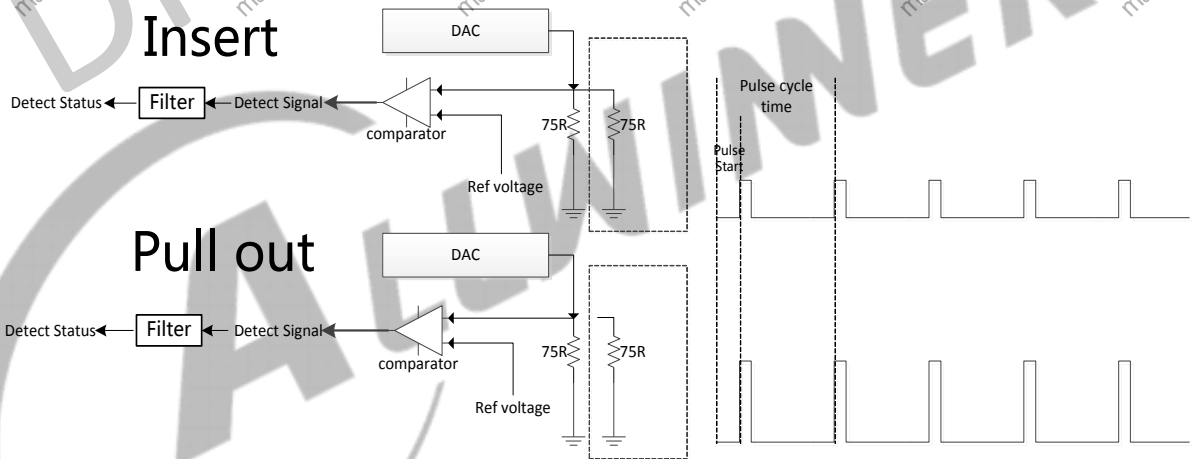 Insert
DAC
Detect Status
Filter
Detect Signal
comparator
75R
75R
Ref voltage
Pulse cycle
time
Pulse
Start
Pull out
DAC
Detect Status
Filter
Detect Signal
comparator
75R
75R
Ref voltage
ALLWINNER